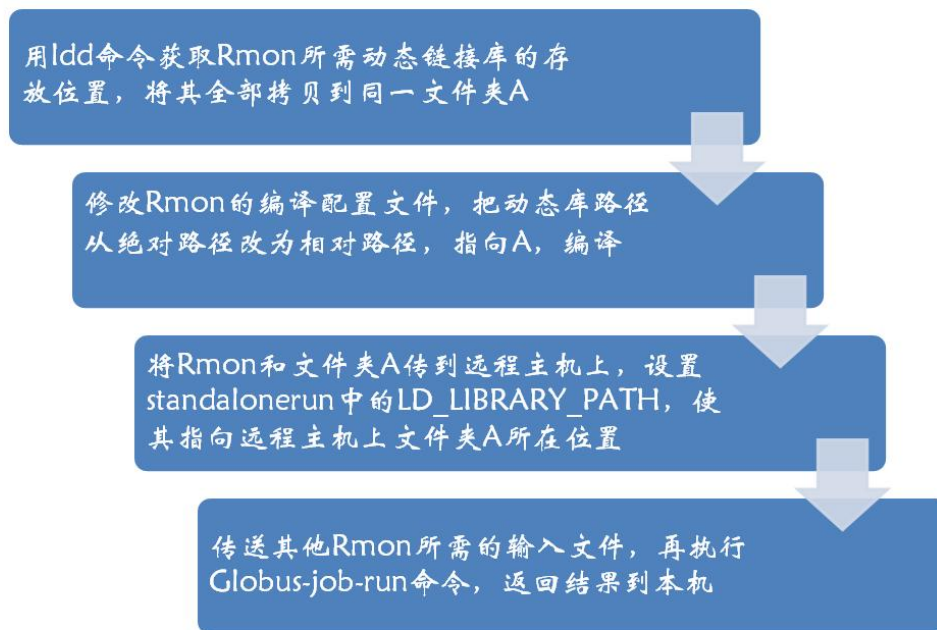 用ldd命令获取Rmon所需动态链接库的存
放位置，将其全部拷贝到同一文件夹A
修改Rmon的编译配置文件，把动态库路径
从绝对路径改为相对路径，指向A，编译
将Rmon和文件夹A传到远程主机上，设置
standalonerun中的LD_LIBRARY_PATH，使
其指向远程主机上文件夹A所在位置
传送其他Rmon所需的输入文件，再执行
Globus-job-run命令，返回结果到本机